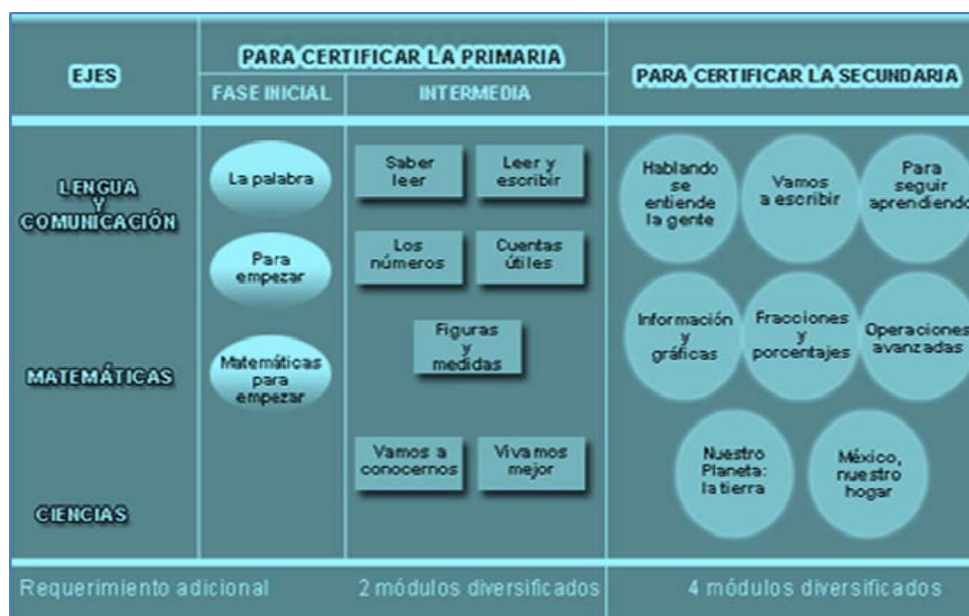 EJES
PARA CERTIFICAR LA PRIMARIA
PARA CERTIFICAR LA SECUNDARIA
FASE INICIAL
INTERMEDIA
LENGUA
Y
COMUNICACIÓN
La palabra
Para
empezar
Saber
leer
Leer y
escribir
Los
números
Cuentas
útiles
Hablando
se
entiende
la gente
Vamos
a escribir
Para
seguir
aprendiendo
MATEMÁTICAS
Matemáticas
para
empezar
Figuras
y
medidas
Información
y
gráficas
Fracciones
y
porcentajes
Operaciones
avanzadas
CIENCIAS
Vamos a
conocernos
Vivamos
mejor
Nuestro
Planeta:
la tierra
México,
nuestro
hogar
Requerimiento adicional
2 módulos diversificados
4 módulos diversificados